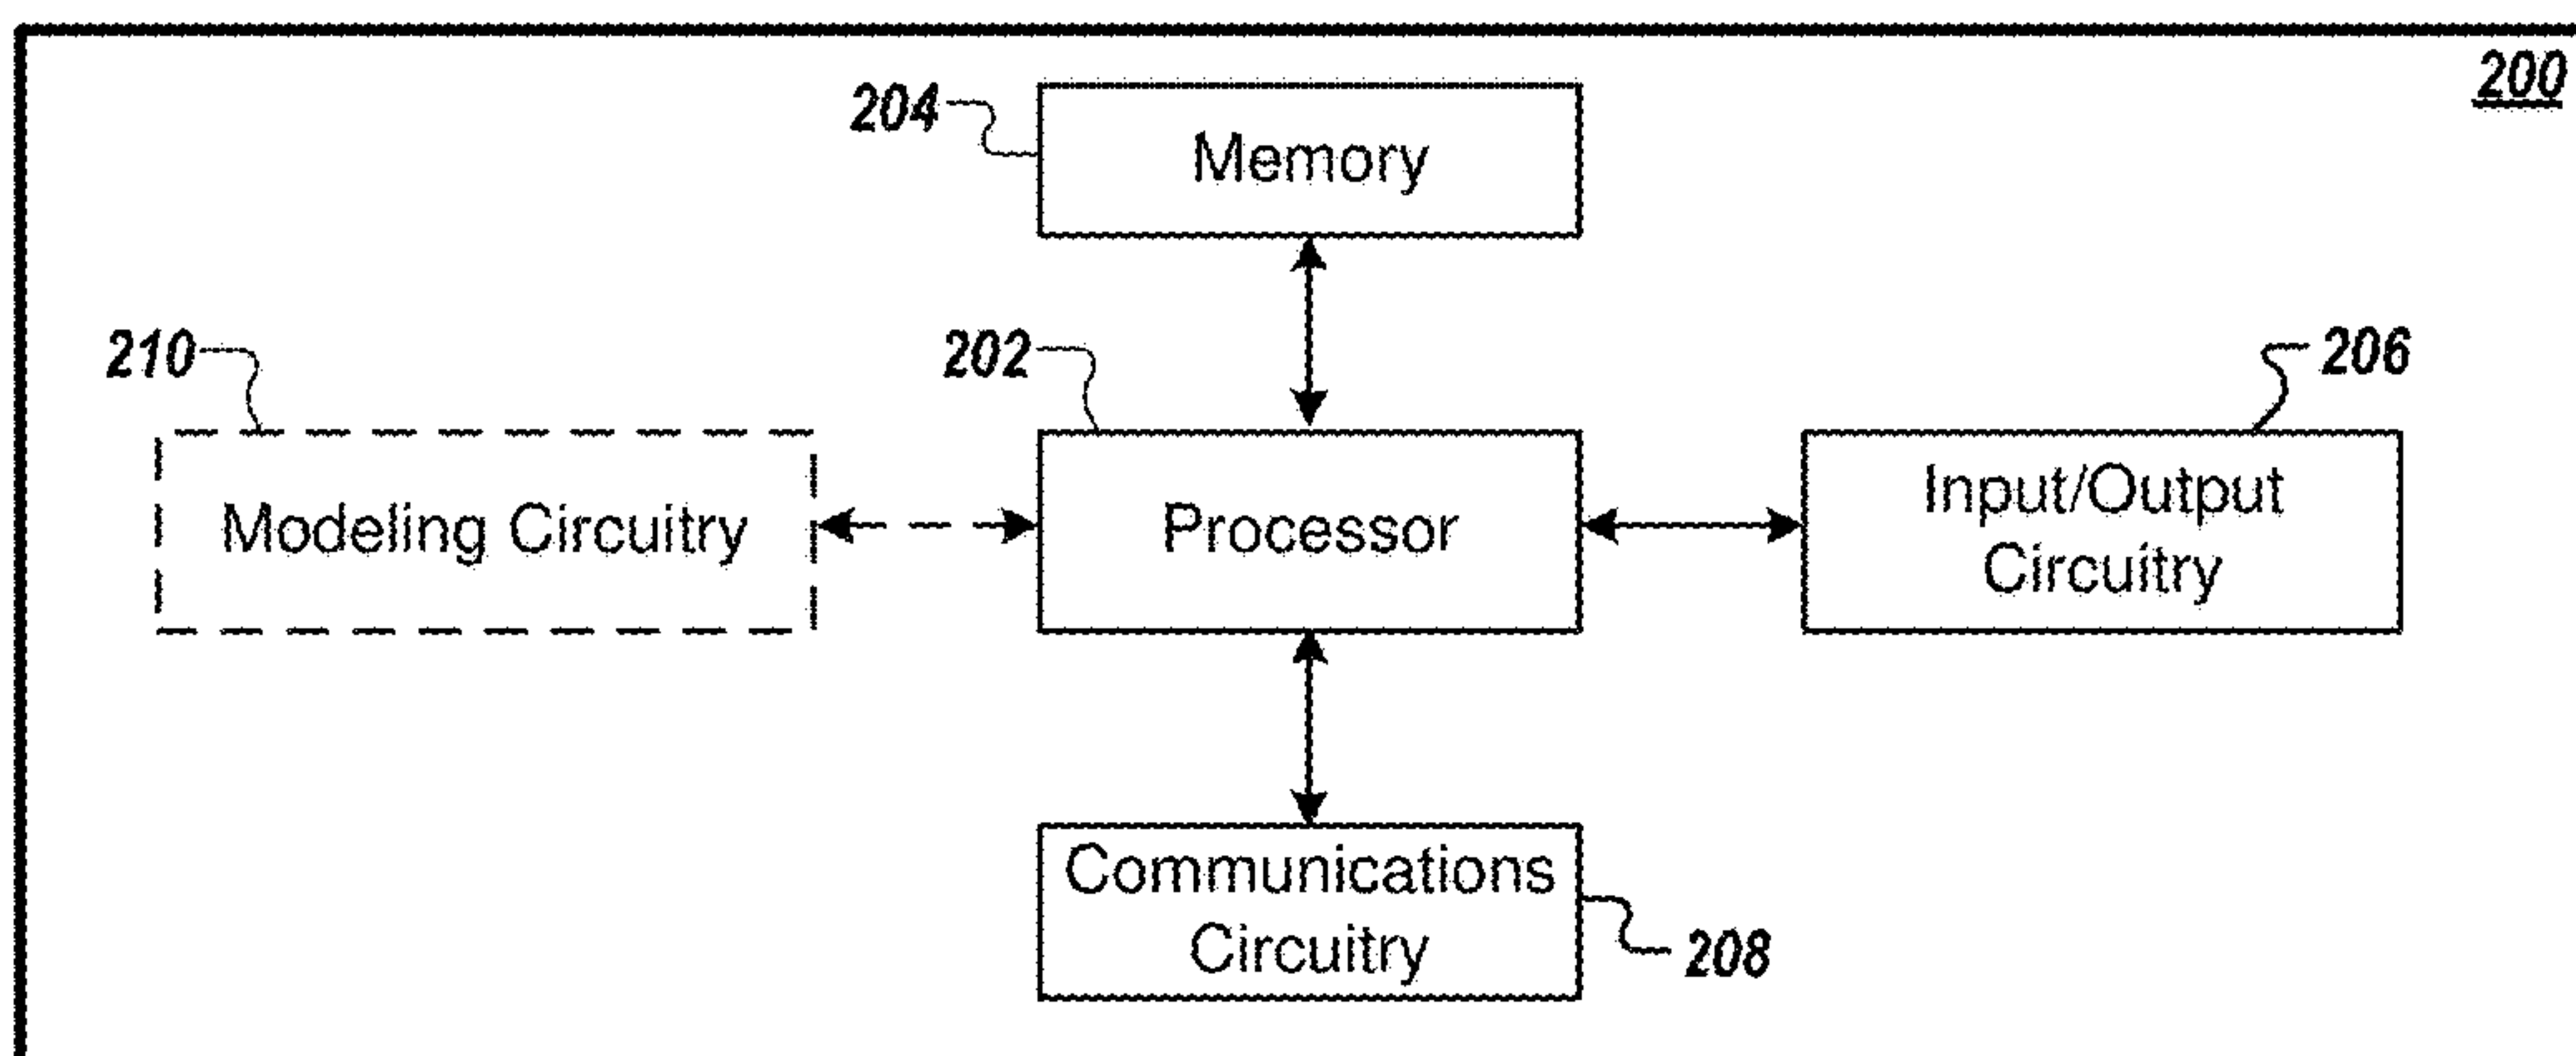 200
204
Memory
210
202
206
Modeling Circuitry
Processor
Input/Output
Circuitry
Communications
Circuitry
208